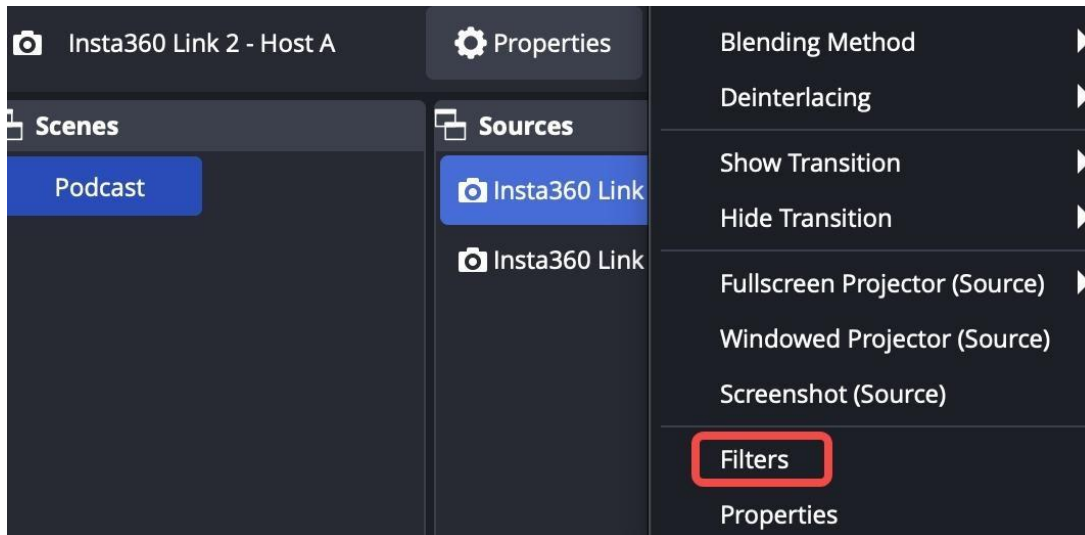 Insta360 Link 2 - Host A
Properties
Scenes
Podcast
Sources
Insta360 Link
Insta360 Link
Blending Method
Deinterlacing
Show Transition
Hide Transition
Fullscreen Projector (Source)
Windowed Projector (Source)
Screenshot (Source)
Filters
Properties